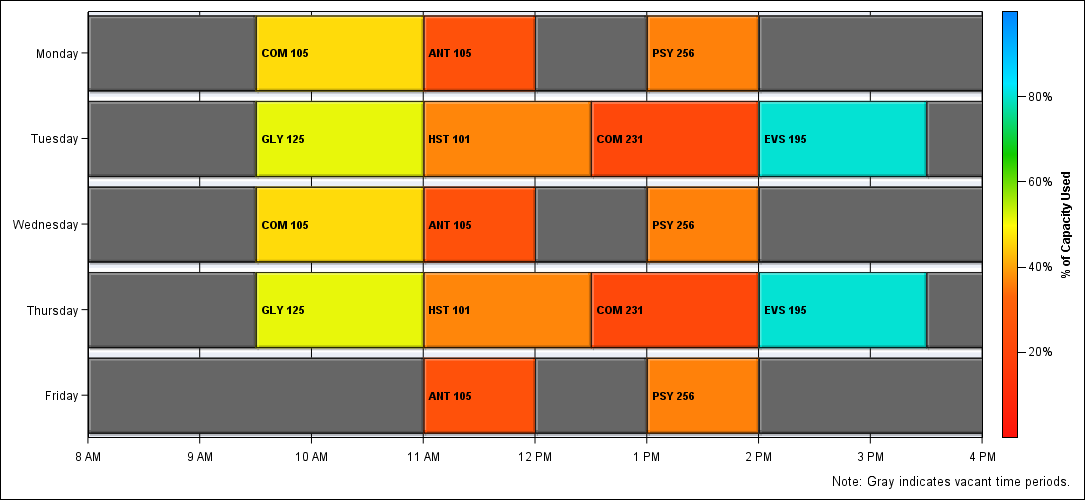 Monday COM 105 ANT 105 PSY 256
Tuesday GLY 125 HST 101 COM 231 EVS 195
Wednesday COM 105 ANT 105 PSY 256
Thursday GLY 125 HST 101 COM 231 EVS 195
Friday ANT 105 PSY 256
8 AM 9 AM 10 AM 11 AM 12 PM 1 PM 2 PM 3 PM 4 PM
80%
60%
40%
20%
% of Capacity Used
Note: Gray indicates vacant time periods.